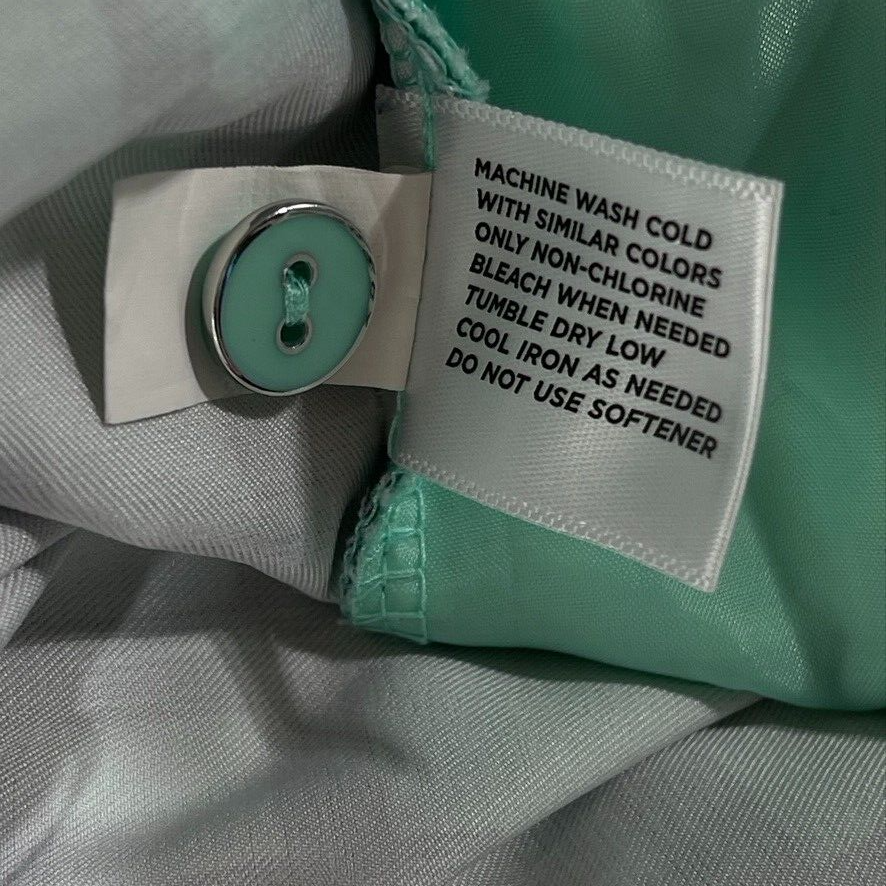 MACHINE WASH COLD
WITH SIMILAR COLORS
ONLY NON-CHLORINE
BLEACH WHEN NEEDED
TUMBLE DRY LOW
COOL IRON AS NEEDED
DO NOT USE SOFTENER